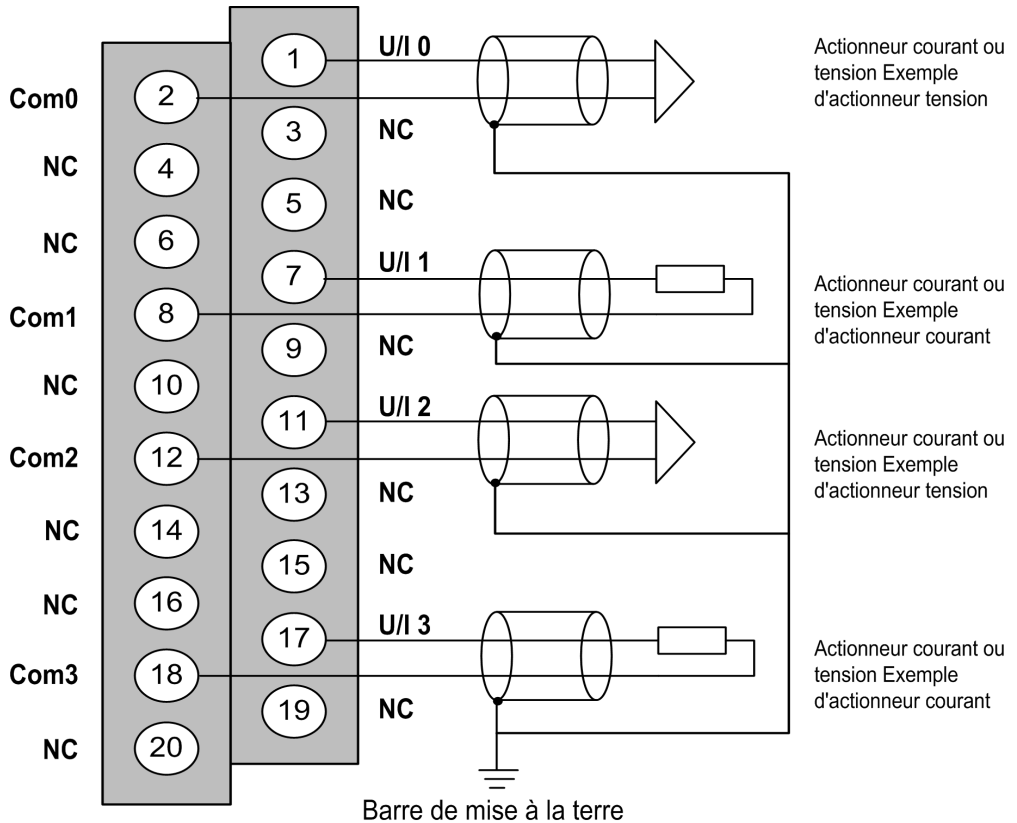 1 U/I 0
Actionneur courant ou
tension Exemple
d'actionneur tension
Com0 2
3 NC
NC 4
5 NC
NC 6
7 U/I 1
Actionneur courant ou
tension Exemple
d'actionneur courant
Com1 8
9 NC
NC 10
11 U/I 2
Actionneur courant ou
tension Exemple
d'actionneur tension
Com2 12
13 NC
NC 14
15 NC
NC 16
17 U/I 3
Actionneur courant ou
tension Exemple
d'actionneur courant
Com3 18
19 NC
NC 20
Barre de mise à la terre